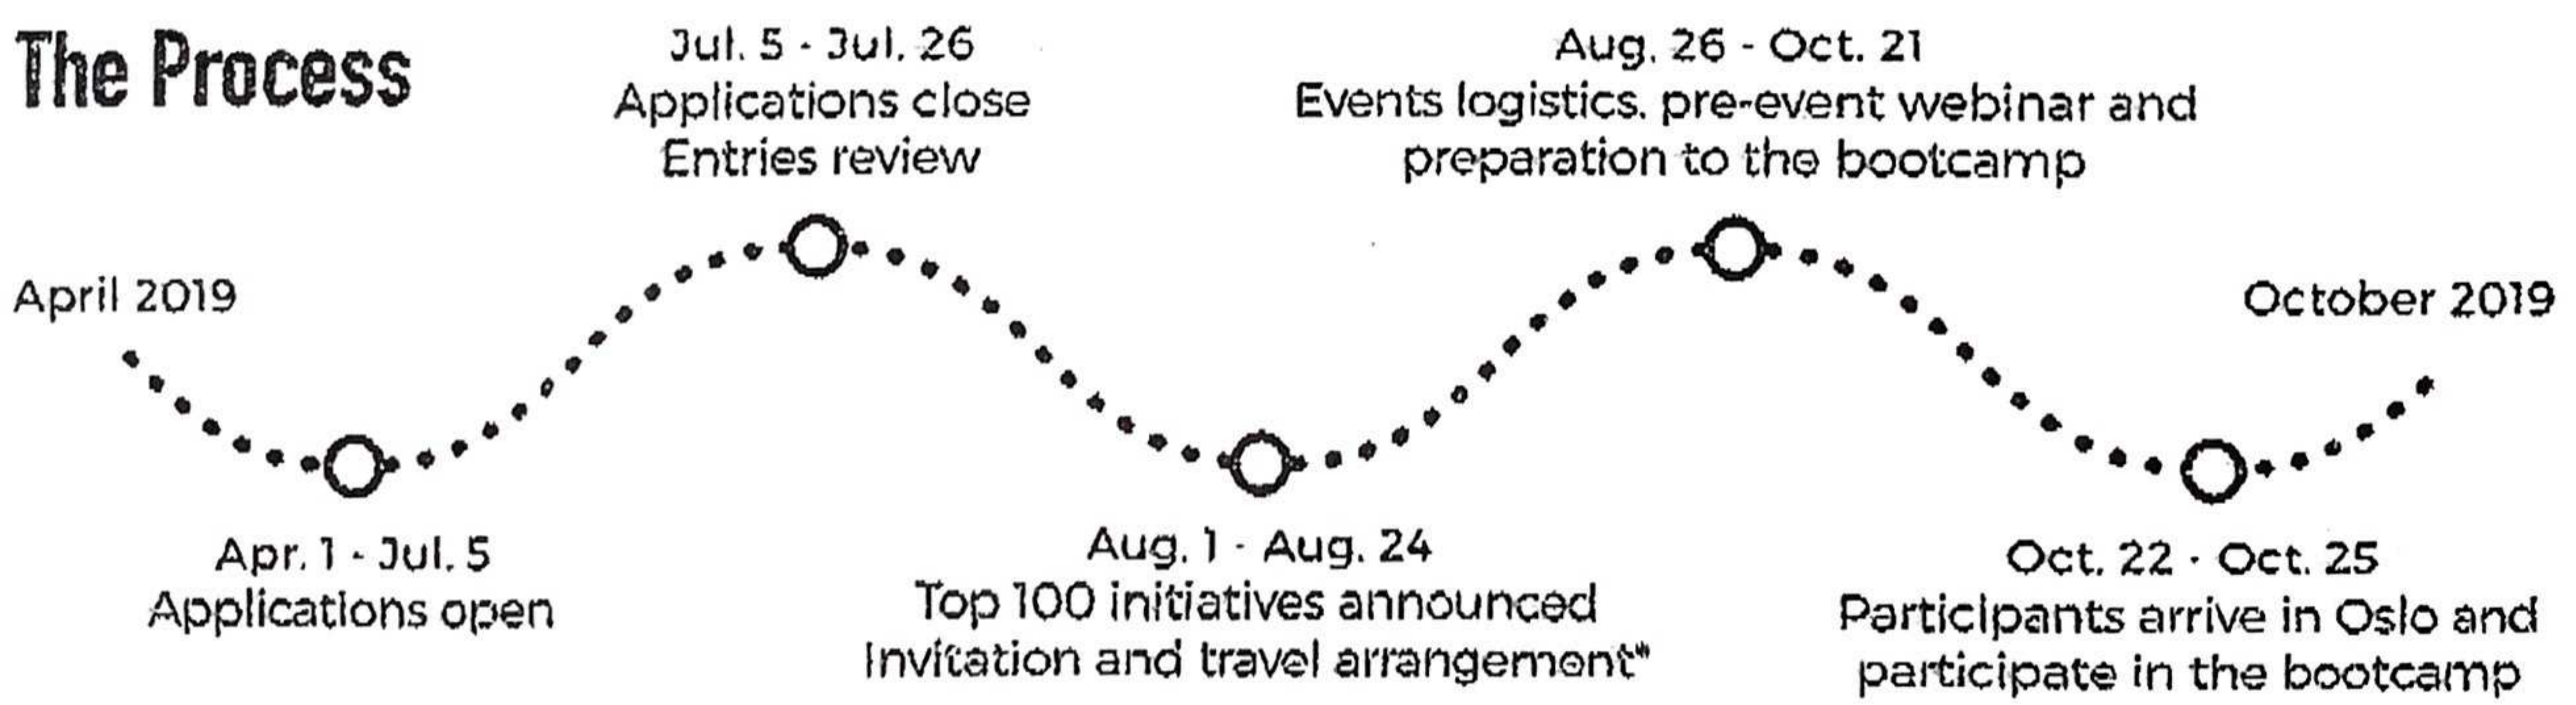 The Process
April 2019
Apr. 1 - Jul. 5
Applications open
Jul. 5 - Jul. 26
Applications close
Entries review
Aug. 1 - Aug. 24
Top 100 initiatives announced
Invitation and travel arrangement*
Aug. 26 - Oct. 21
Events logistics, pre-event webinar and
preparation to the bootcamp
Oct. 22 - Oct. 25
Participants arrive in Oslo and
participate in the bootcamp
October 2019